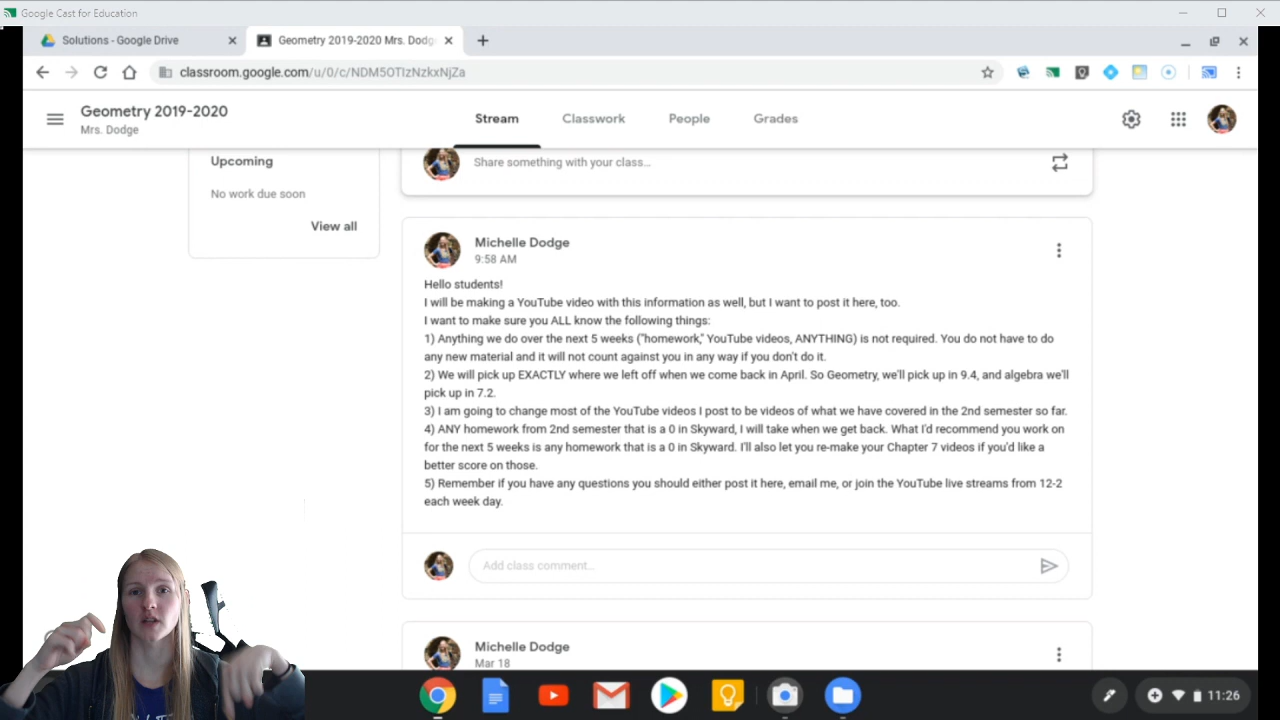 Google Cast for Education
Solutions - Google Drive
Geometry 2019-2020 Mrs. Dodg
classroom.google.com/u/0/c/NDM5OTIzNzkxNjZa
Geometry 2019-2020
Mrs. Dodge
Stream
Classwork
People
Grades
Upcoming
No work due soon
View all
Share something with your class...
Michelle Dodge
9:58 AM
Hello students!
I will be making a YouTube video with this information as well, but I want to post it here, too.
I want to make sure you ALL know the following things:
1) Anything we do over the next 5 weeks ("homework," YouTube videos, ANYTHING) is not required. You do not have to do
any new material and it will not count against you in any way if you don't do it.
2) We will pick up EXACTLY where we left off when we come back in April. So Geometry, we'll pick up in 9.4, and algebra we'll
pick up in 7.2.
3) I am going to change most of the YouTube videos I post to be videos of what we have covered in the 2nd semester so far.
4) ANY homework from 2nd semester that is a 0 in Skyward, I will take when we get back. What I'd recommend you work on
for the next 5 weeks is any homework that is a 0 in Skyward. I'll also let you re-make your Chapter 7 videos if you'd like a
better score on those.
5) Remember if you have any questions you should either post it here, email me, or join the YouTube live streams from 12-2
each week day.
Add class comment...
Michelle Dodge
Mar 18
11:26